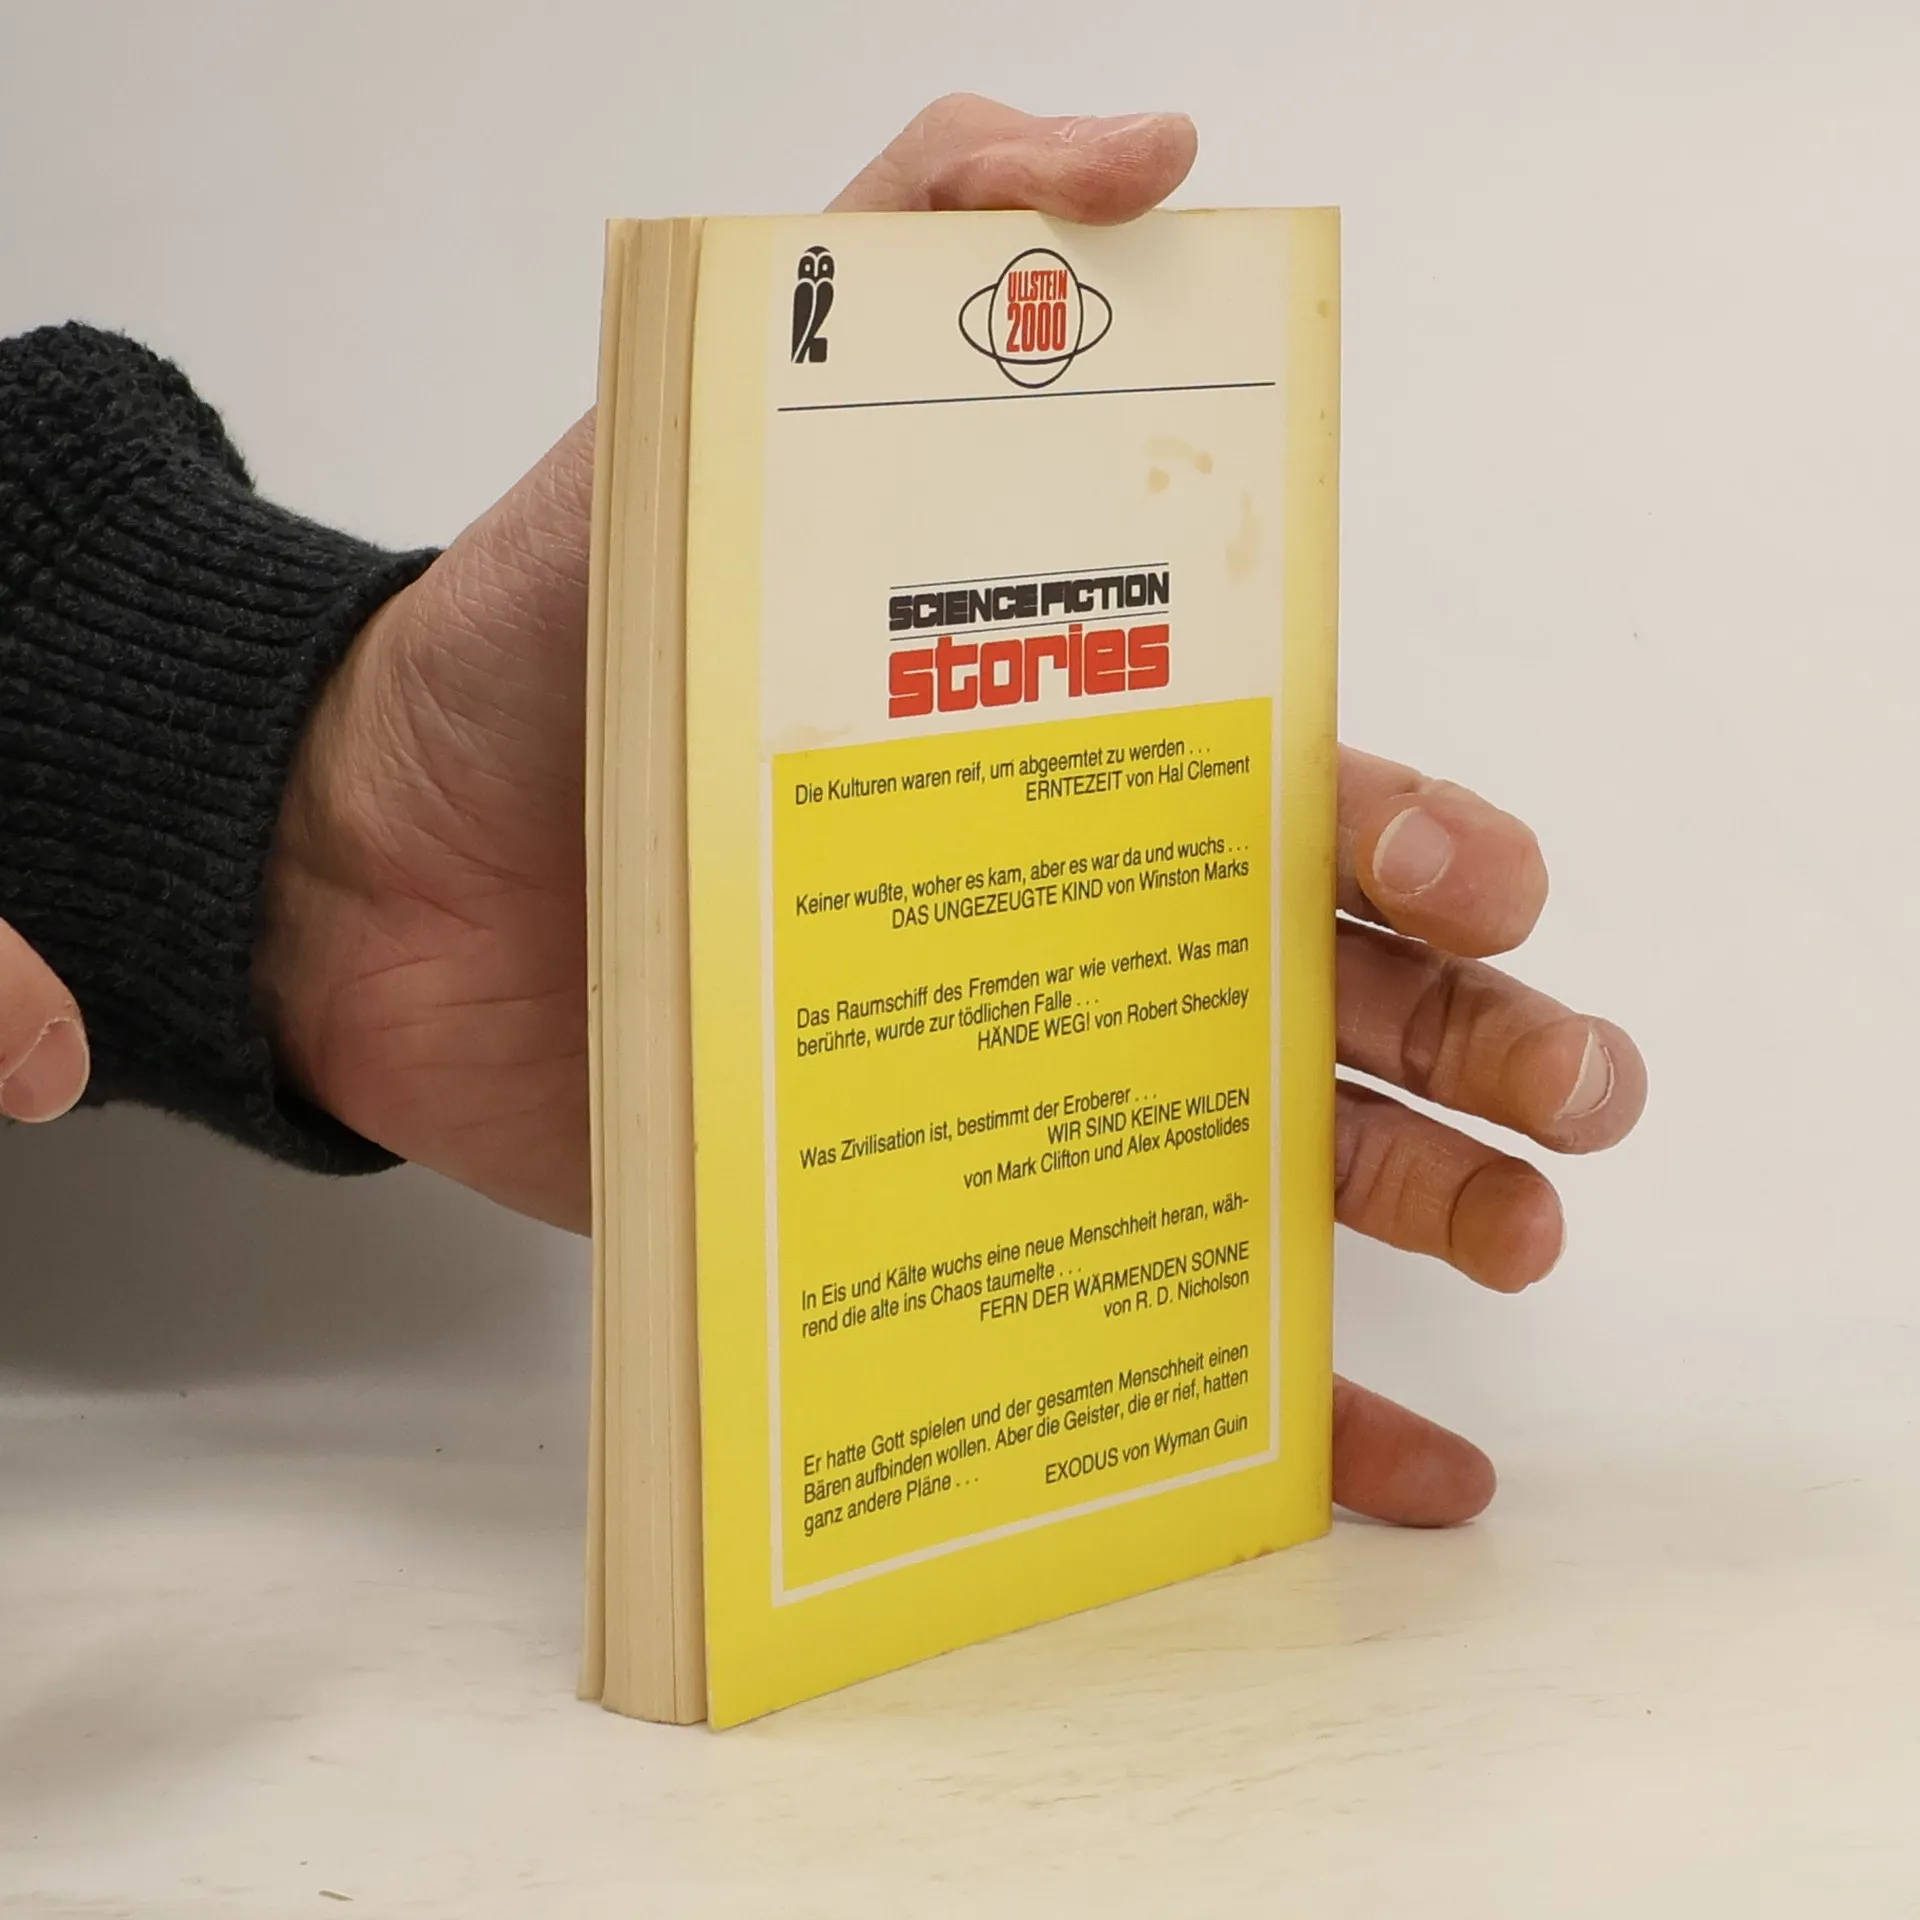 ULLSTEIN
2000
SCIENCE FICTION
stories
Die Kulturen waren reif, um abgeerntet zu werden . . .
ERNTEZEIT von Hal Clement
Keiner wußte, woher es kam, aber es war da und wuchs . . .
DAS UNGEZEUGTE KIND von Winston Marks
Das Raumschiff des Fremden war wie verhext. Was man
berührte, wurde zur tödlichen Falle . . .
HÄNDE WEG! von Robert Sheckley
Was Zivilisation ist, bestimmt der Eroberer . . .
WIR SIND KEINE WILDEN
von Mark Clifton und Alex Apostolides
In Eis und Kälte wuchs eine neue Menschheit heran, wäh-
rend die alte ins Chaos taumelte . . .
FERN DER WÄRMENDEN SONNE
von R. D. Nicholson
Er hatte Gott spielen und der gesamten Menschheit einen
Bären aufbinden wollen. Aber die Geister, die er rief, hatten
ganz andere Pläne . . .
EXODUS von Wyman Guin